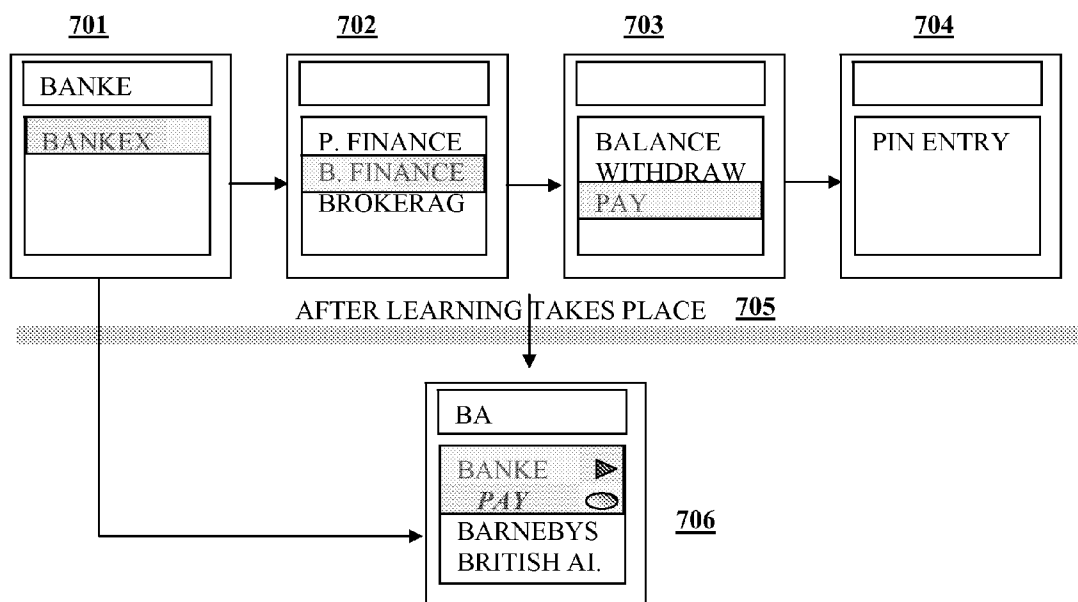 701
702
703
704
BANKE
BANKEX
P. FINANCE
B. FINANCE
BROKERAG
BALANCE
WITHDRAW
PAY
PIN ENTRY
AFTER LEARNING TAKES PLACE 705
BA
BANKE
PAY
BARNEBYS
BRITISH AI.
706